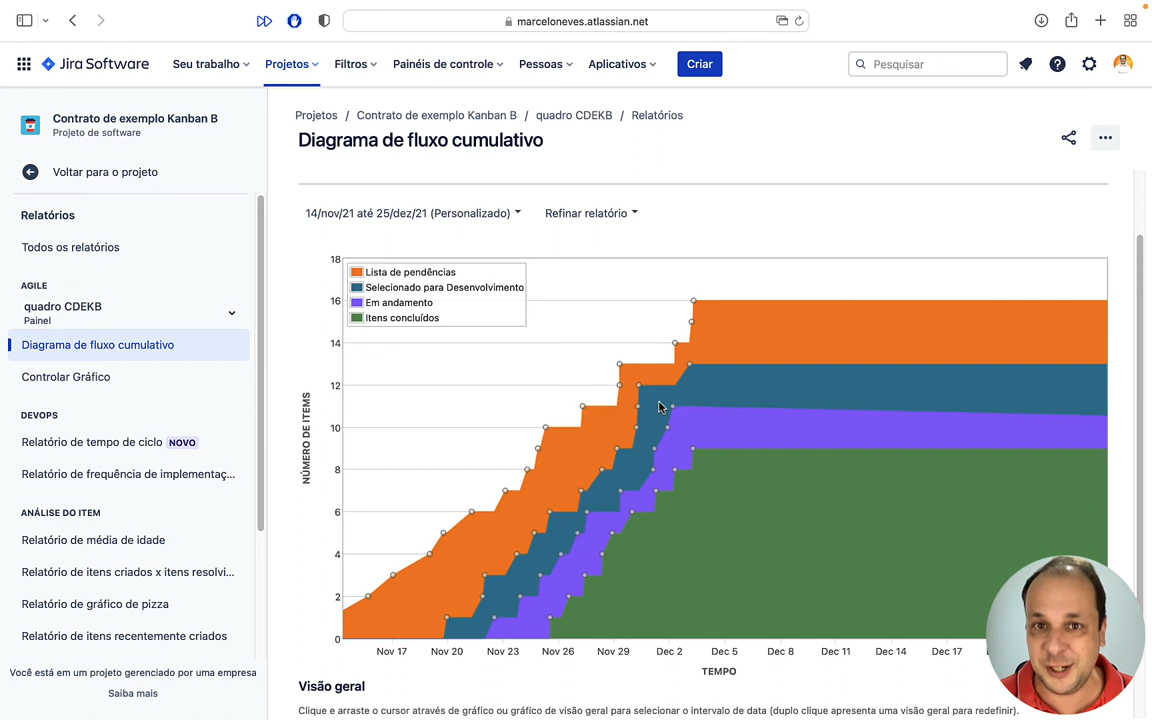 marceloneves.atlassian.net
Jira Software
Seu trabalho
Projetos
Filtros
Painéis de controle
Pessoas
Aplicativos
Criar
Pesquisar
Contrato de exemplo Kanban B
Projeto de software
Voltar para o projeto
Relatórios
Todos os relatórios
AGILE
quadro CDEKB
Painel
Diagrama de fluxo cumulativo
Controlar Gráfico
DEVOPS
Relatório de tempo de ciclo NOVO
Relatório de frequência de implementaç...
ANÁLISE DO ITEM
Relatório de média de idade
Relatório de itens criados x itens resolvi...
Relatório de gráfico de pizza
Relatório de itens recentemente criados
Você está em um projeto gerenciado por uma empresa
Saiba mais
Projetos / Contrato de exemplo Kanban B / quadro CDEKB / Relatórios
Diagrama de fluxo cumulativo
14/nov/21 até 25/dez/21 (Personalizado)
Refinar relatório
Lista de pendências
Selecionado para Desenvolvimento
Em andamento
Itens concluídos
NÚMERO DE ITEMS
18
16
14
12
10
8
6
4
2
0
Nov 17 Nov 20 Nov 23 Nov 26 Nov 29 Dec 2 Dec 5 Dec 8 Dec 11 Dec 14 Dec 17
TEMPO
Visão geral
Clique e arraste o cursor através de gráfico ou gráfico de visão geral para selecionar o intervalo de data (duplo clique apresenta uma visão geral para redefinir).